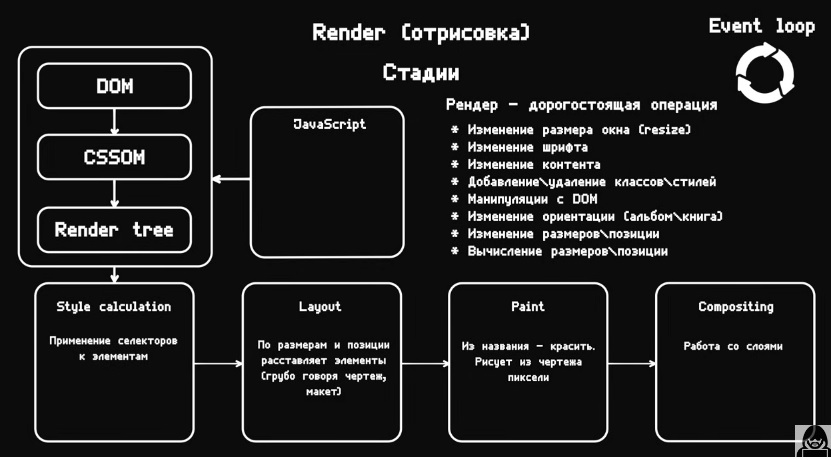 Render (отрисовка)
Event loop
Стадии
DOM
CSSOM
Render tree
JavaScript
Рендер — дорогостоящая операция
* Изменение размера окна (resize)
* Изменение шрифта
* Изменение контента
* Добавление\удаление классов\стилей
* Манипуляции с DOM
* Изменение ориентации (альбом\книга)
* Изменение размеров\позиции
* Вычисление размеров\позиции
Style calculation
Применение селекторов
к элементам
Layout
По размерам и позиции
расставляет элементы
(грубо говоря чертеж,
макет)
Paint
Из названия — красить.
Рисует из чертежа
пиксели
Compositing
Работа со слоями